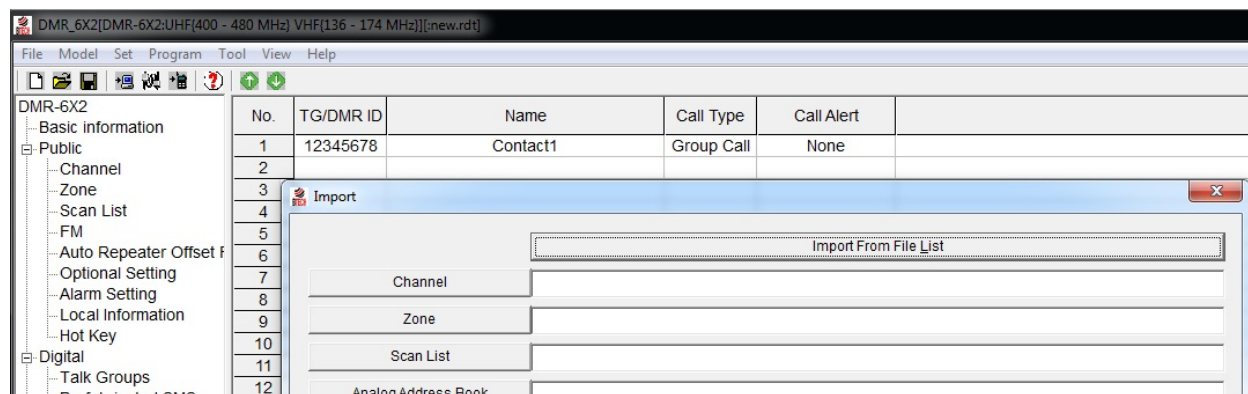 DMR_6X2[DMR-6X2:UHF{400 - 480 MHz} VHF{136 - 174 MHz}][:new.rdt]
File Model Set Program Tool View Help
DMR-6X2
Basic information
Public
Channel
Zone
Scan List
FM
Auto Repeater Offset F
Optional Setting
Alarm Setting
Local Information
Hot Key
Digital
Talk Groups
No. TG/DMR ID Name Call Type Call Alert
1 12345678 Contact1 Group Call None
2
3
4
5
6
7
8
9
10
11
12
Import
Import From File List
Channel
Zone
Scan List
Analog Address Book